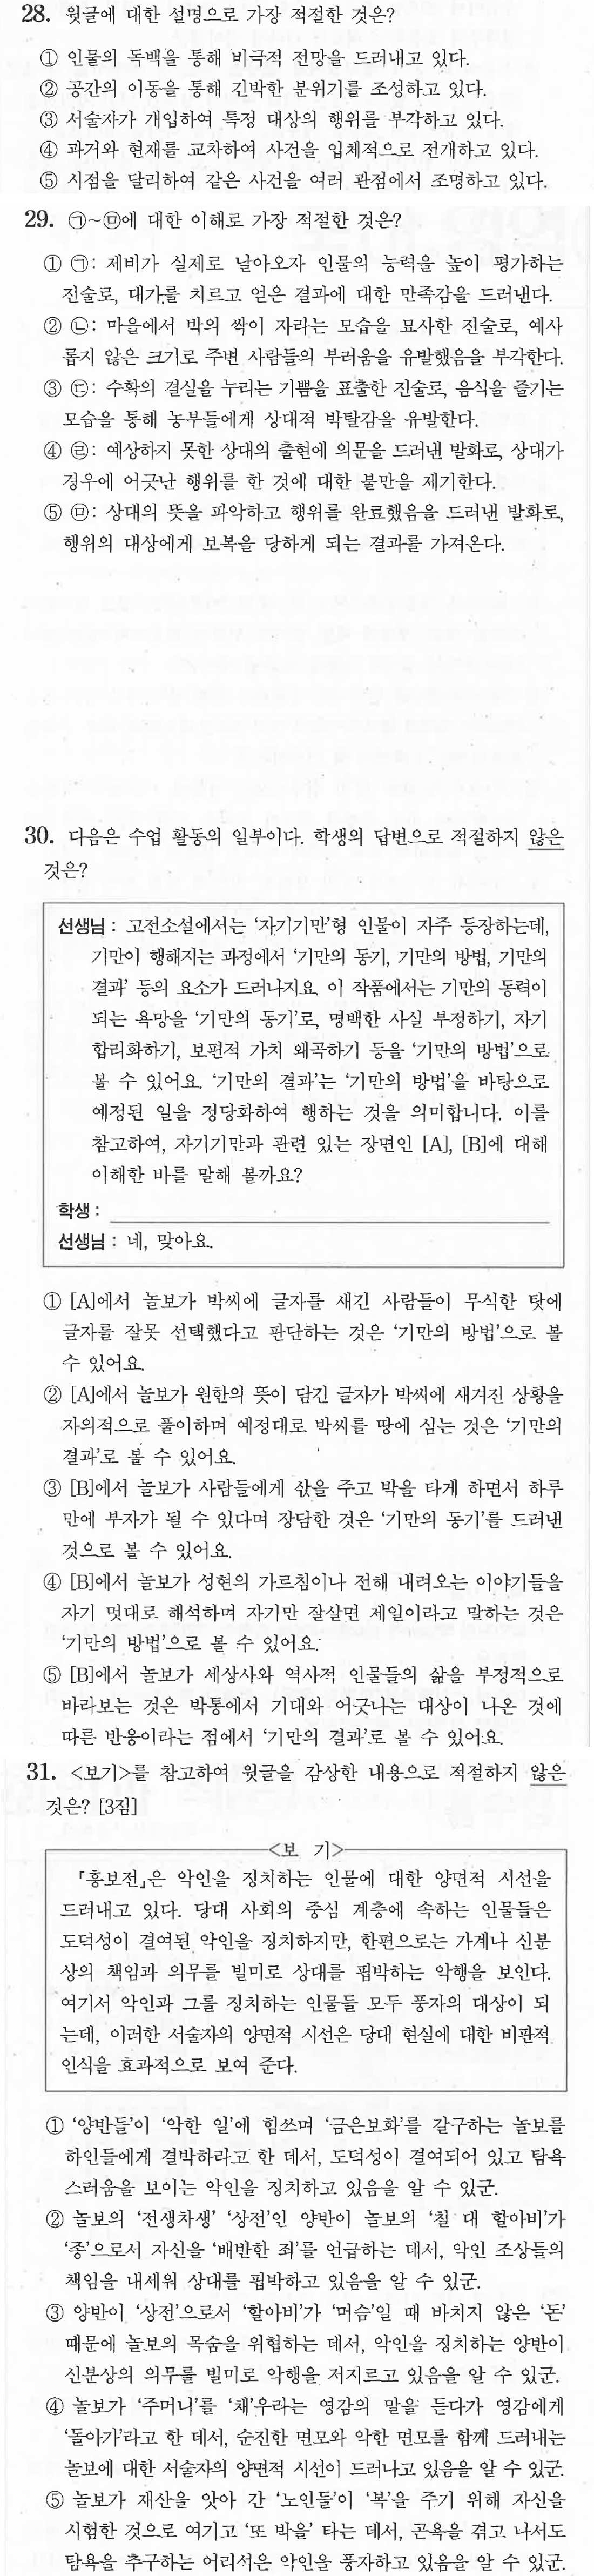 28. 윗글에 대한 설명으로 가장 적절한 것은?
① 인물의 독백을 통해 비극적 전망을 드러내고 있다.
② 공간의 이동을 통해 긴박한 분위기를 조성하고 있다.
③ 서술자가 개입하여 특정 대상의 행위를 부각하고 있다.
④ 과거와 현재를 교차하여 사건을 입체적으로 전개하고 있다.
⑤ 시점을 달리하여 같은 사건을 여러 관점에서 조명하고 있다.
29. ㉠~㉤에 대한 이해로 가장 적절한 것은?
① ㉠: 제비가 실제로 날아오자 인물의 능력을 높이 평가하는
진술로, 대가를 치르고 얻은 결과에 대한 만족감을 드러낸다.
② ㉡: 마을에서 박의 싹이 자라는 모습을 묘사한 진술로, 예사
롭지 않은 크기로 주변 사람들의 부러움을 유발했음을 부각한다.
③ ㉢: 수확의 결실을 누리는 기쁨을 표출한 진술로, 음식을 즐기는
모습을 통해 농부들에게 상대적 박탈감을 유발한다.
④ ㉣: 예상하지 못한 상대의 출현에 의문을 드러낸 발화로, 상대가
경우에 어긋난 행위를 한 것에 대한 불만을 제기한다.
⑤ ㉤: 상대의 뜻을 파악하고 행위를 완료했음을 드러낸 발화로,
행위의 대상에게 보복을 당하게 되는 결과를 가져온다.
30. 다음은 수업 활동의 일부이다. 학생의 답변으로 적절하지 않은
것은?
선생님 : 고전소설에서는 ‘자기기만’형 인물이 자주 등장하는데,
기만이 행해지는 과정에서 ‘기만의 동기, 기만의 방법, 기만의
결과’ 등의 요소가 드러나지요. 이 작품에서는 기만의 동력이
되는 욕망을 ‘기만의 동기’로, 명백한 사실 부정하기, 자기
합리화하기, 보편적 가치 왜곡하기 등을 ‘기만의 방법’으로
볼 수 있어요. ‘기만의 결과’는 ‘기만의 방법’을 바탕으로
예정된 일을 정당화하여 행하는 것을 의미합니다. 이를
참고하여, 자기기만과 관련 있는 장면인 [A], [B]에 대해
이해한 바를 말해 볼까요?
학생 :
선생님 : 네, 맞아요.
① [A]에서 놀보가 박씨에 글자를 새긴 사람들이 무식한 탓에
글자를 잘못 선택했다고 판단하는 것은 ‘기만의 방법’으로 볼
수 있어요.
② [A]에서 놀보가 원한의 뜻이 담긴 글자가 박씨에 새겨진 상황을
자의적으로 풀이하며 예정대로 박씨를 땅에 심는 것은 ‘기만의
결과’로 볼 수 있어요.
③ [B]에서 놀보가 사람들에게 삯을 주고 박을 타게 하면서 하루
만에 부자가 될 수 있다며 장담한 것은 ‘기만의 동기’를 드러낸
것으로 볼 수 있어요.
④ [B]에서 놀보가 성현의 가르침이나 전해 내려오는 이야기들을
자기 멋대로 해석하며 자기만 잘살면 제일이라고 말하는 것은
‘기만의 방법’으로 볼 수 있어요.
⑤ [B]에서 놀보가 세상사와 역사적 인물들의 삶을 부정적으로
바라보는 것은 박통에서 기대와 어긋나는 대상이 나온 것에
따른 반응이라는 점에서 ‘기만의 결과’로 볼 수 있어요.
31. <보기>를 참고하여 윗글을 감상한 내용으로 적절하지 않은
것은? [3점]
<보 기>
「흥보전」은 악인을 징치하는 인물에 대한 양면적 시선을
드러내고 있다. 당대 사회의 중심 계층에 속하는 인물들은
도덕성이 결여된 악인을 징치하지만, 한편으로는 가계나 신분
상의 책임과 의무를 빌미로 상대를 핍박하는 악행을 보인다.
여기서 악인과 그를 징치하는 인물들 모두 풍자의 대상이 되
는데, 이러한 서술자의 양면적 시선은 당대 현실에 대한 비판적
인식을 효과적으로 보여 준다.
① ‘양반들’이 ‘악한 일’에 힘쓰며 ‘금은보화’를 갈구하는 놀보를
하인들에게 결박하라고 한 데서, 도덕성이 결여되어 있고 탐욕
스러움을 보이는 악인을 징치하고 있음을 알 수 있군.
② 놀보의 ‘전생차생’ ‘상전’인 양반이 놀보의 ‘칠 대 할아비’가
‘종’으로서 자신을 ‘배반한 죄’를 언급하는 데서, 악인 조상들의
책임을 내세워 상대를 핍박하고 있음을 알 수 있군.
③ 양반이 ‘상전’으로서 ‘할아비’가 ‘머슴’일 때 바치지 않은 ‘돈’
때문에 놀보의 목숨을 위협하는 데서, 악인을 징치하는 양반이
신분상의 의무를 빌미로 악행을 저지르고 있음을 알 수 있군.
④ 놀보가 ‘주머니’를 ‘채’우라는 영감의 말을 듣다가 영감에게
‘돌아가’라고 한 데서, 순진한 면모와 악한 면모를 함께 드러내는
놀보에 대한 서술자의 양면적 시선이 드러나고 있음을 알 수 있군.
⑤ 놀보가 재산을 앗아 간 ‘노인들’이 ‘복’을 주기 위해 자신을
시험한 것으로 여기고 ‘또 박을’ 타는 데서, 곤욕을 겪고 나서도
탐욕을 추구하는 어리석은 악인을 풍자하고 있음을 알 수 있군.